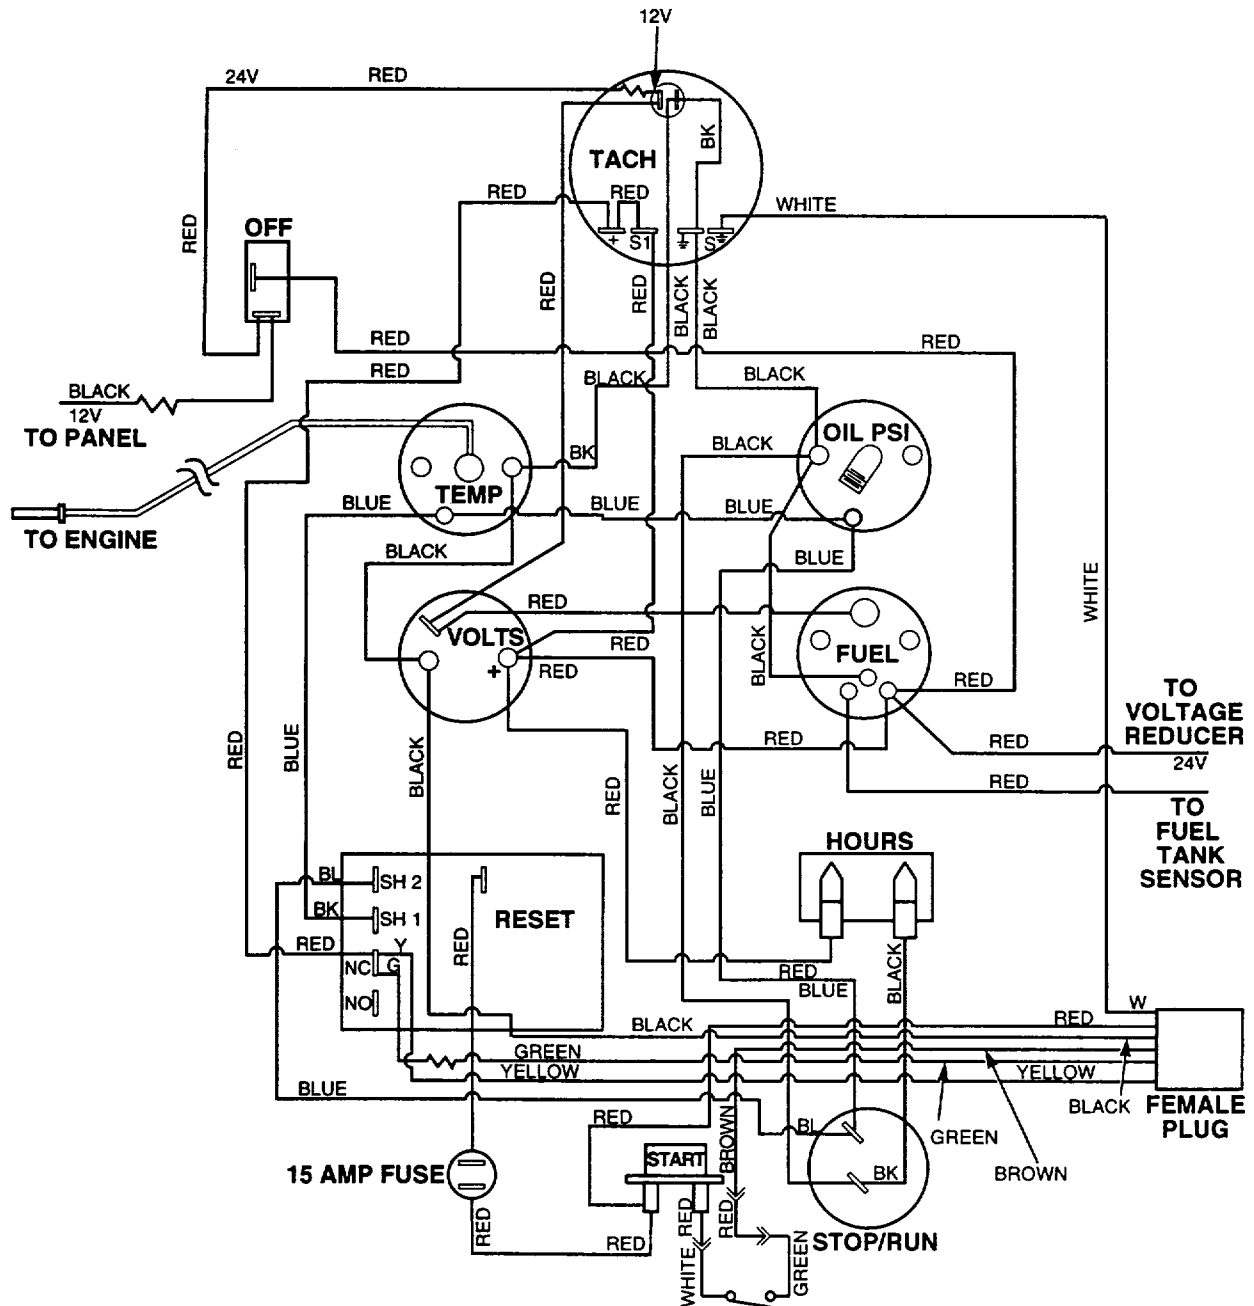 12V
24V
RED
BK
TACH
RED
RED
WHITE
+
S1
S
RED
OFF
RED
RED
BLACK
BLACK
RED
RED
RED
BLACK
12V
TO PANEL
BLACK
BLACK
OIL PSI
BLACK
BK
TEMP
BLUE
BLUE
BLUE
TO ENGINE
BLACK
BLUE
WHITE
RED
VOLTS
RED
+
RED
BLACK
FUEL
RED
TO
VOLTAGE
REDUCER
RED
BLUE
BLACK
RED
BLACK
BLUE
RED
RED
24V
RED
TO
FUEL
TANK
SENSOR
HOURS
BL
SH 2
BK
SH 1
RESET
RED
RED
Y
NC
G
NO
RED
BLUE
BLACK
W
RED
BLACK
GREEN
YELLOW
YELLOW
BLUE
RED
BROWN
BL
GREEN
BLACK
FEMALE
PLUG
BROWN
15 AMP FUSE
START
BK
RED
RED
RED
RED
WHITE
GREEN
STOP/RUN